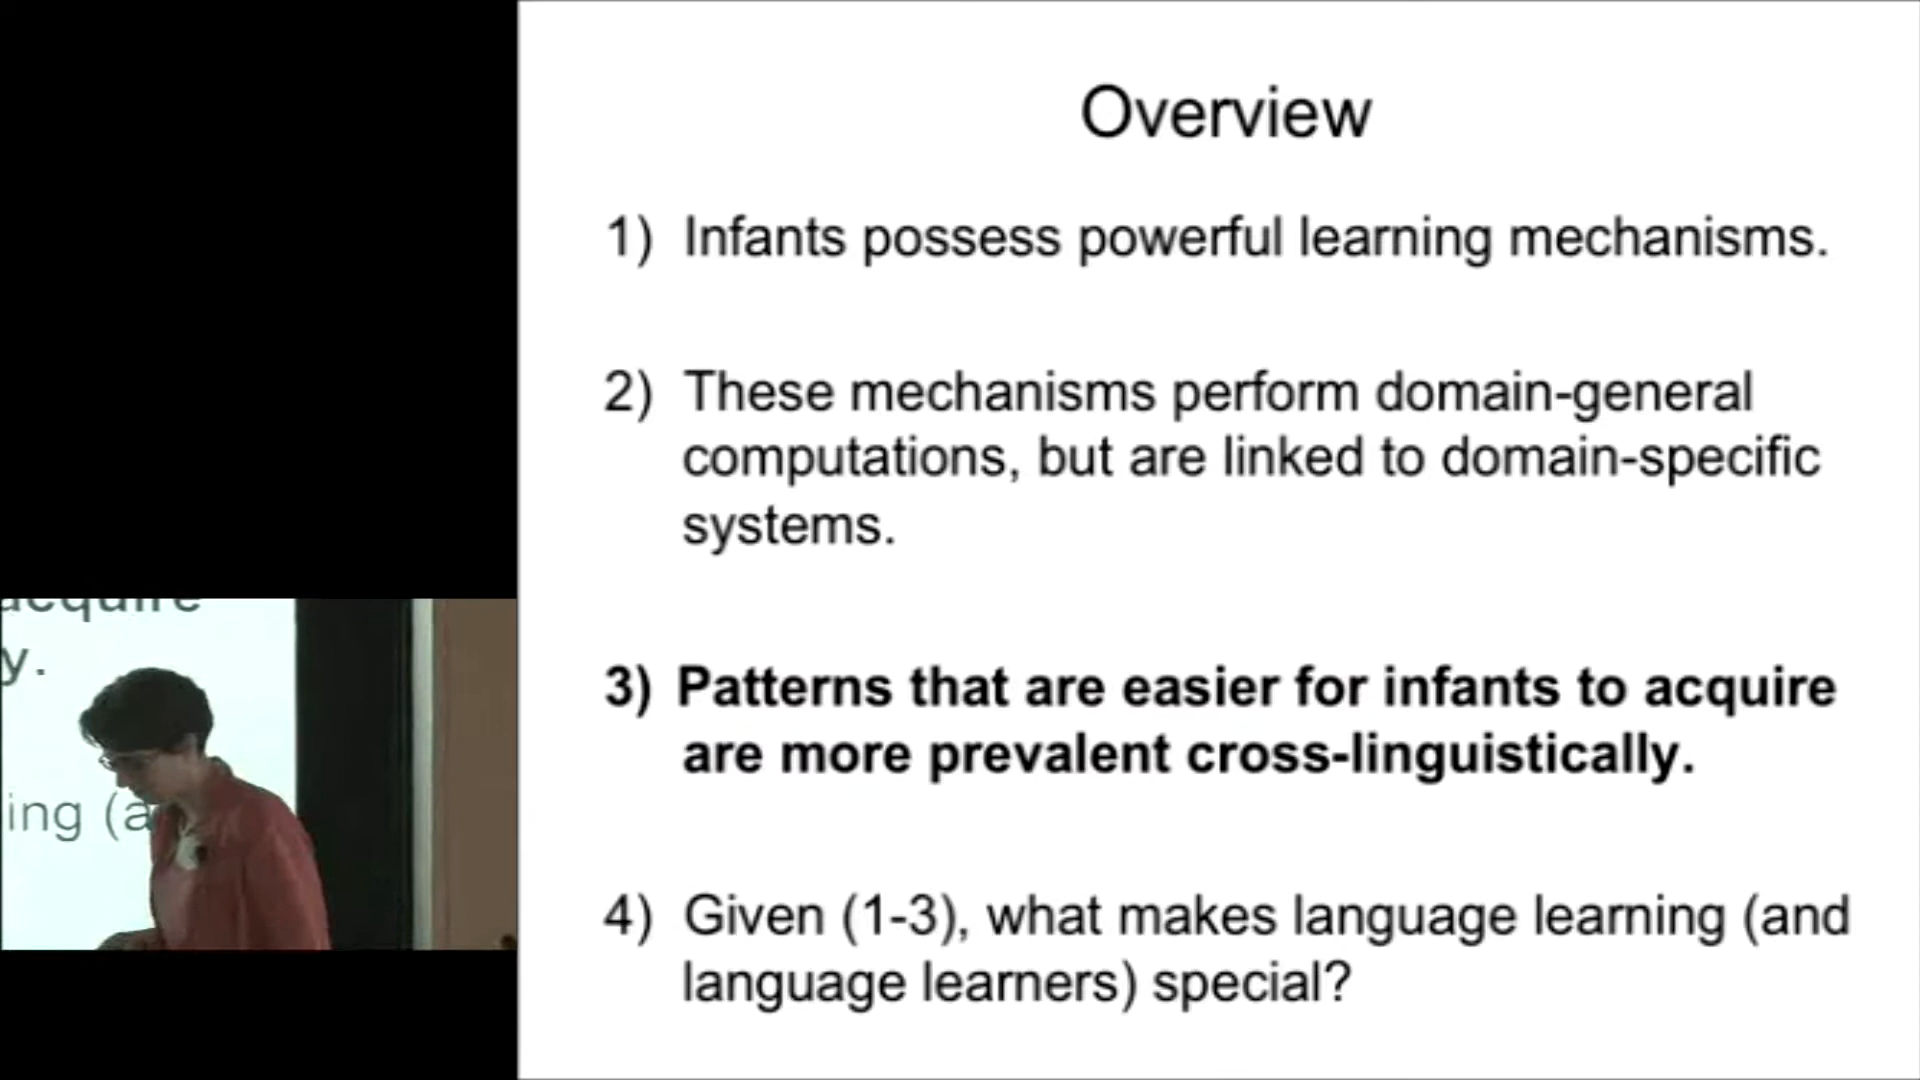 Overview
1) Infants possess powerful learning mechanisms.
2) These mechanisms perform domain-general
computations, but are linked to domain-specific
systems.
3) Patterns that are easier for infants to acquire
are more prevalent cross-linguistically.
4) Given (1-3), what makes language learning (and
language learners) special?
acquire
y.
ing (a